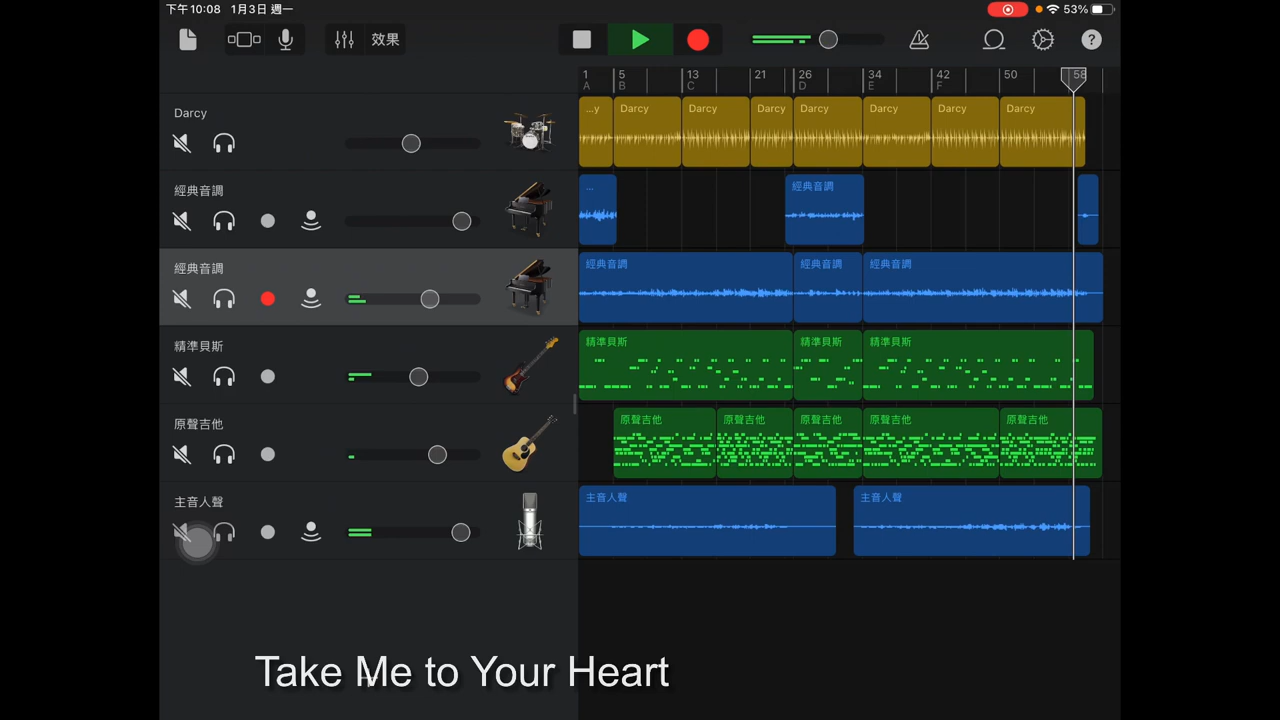 下午10:08 1月3日 週一
53%
效果
?
1 5 13 21 26 34 42 50 58
A B C D E F
Darcy
...y Darcy Darcy Darcy Darcy Darcy Darcy Darcy
經典音調
... 經典音調
經典音調
經典音調 經典音調 經典音調
精準貝斯
精準貝斯 精準貝斯 精準貝斯
原聲吉他
原聲吉他 原聲吉他 原聲吉他 原聲吉他 原聲吉他
主音人聲
主音人聲 主音人聲
Take Me to Your Heart